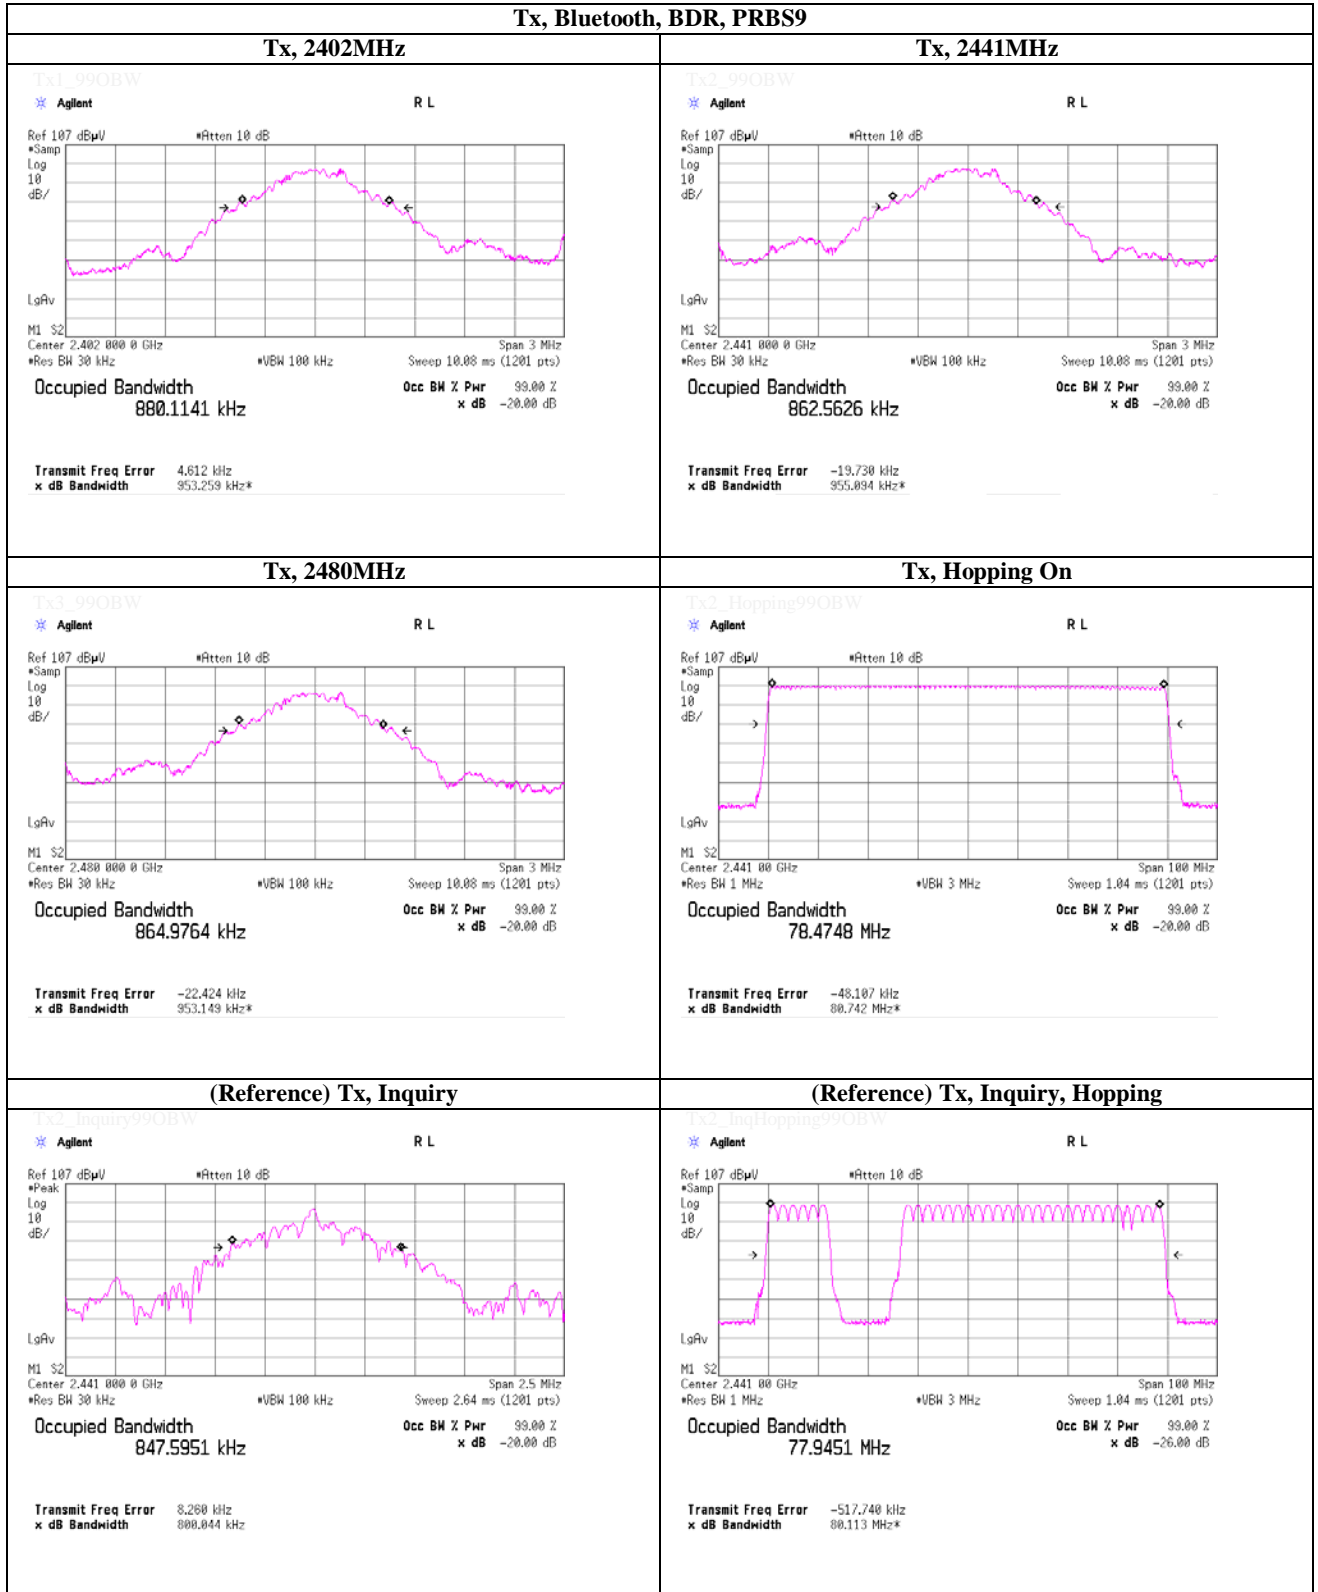 Tx, Bluetooth, BDR, PRBS9
Tx, 2402MHz
Tx1_99OBW
Agilent R L
Ref 107 dBµV #Atten 10 dB
#Samp
Log
10
dB/
LgAv
M1 S2
Center 2.402 000 0 GHz Span 3 MHz
#Res BW 30 kHz #VBW 100 kHz Sweep 10.08 ms (1201 pts)
Occupied Bandwidth Occ BW % Pwr 99.00 %
880.1141 kHz x dB -20.00 dB
Transmit Freq Error 4.612 kHz
x dB Bandwidth 953.259 kHz*
Tx, 2441MHz
Tx2_99OBW
Agilent R L
Ref 107 dBµV #Atten 10 dB
#Samp
Log
10
dB/
LgAv
M1 S2
Center 2.441 000 0 GHz Span 3 MHz
#Res BW 30 kHz #VBW 100 kHz Sweep 10.08 ms (1201 pts)
Occupied Bandwidth Occ BW % Pwr 99.00 %
862.5626 kHz x dB -20.00 dB
Transmit Freq Error -19.730 kHz
x dB Bandwidth 955.094 kHz*
Tx, 2480MHz
Tx3_99OBW
Agilent R L
Ref 107 dBµV #Atten 10 dB
#Samp
Log
10
dB/
LgAv
M1 S2
Center 2.480 000 0 GHz Span 3 MHz
#Res BW 30 kHz #VBW 100 kHz Sweep 10.08 ms (1201 pts)
Occupied Bandwidth Occ BW % Pwr 99.00 %
864.9764 kHz x dB -20.00 dB
Transmit Freq Error -22.424 kHz
x dB Bandwidth 953.149 kHz*
Tx, Hopping On
Tx2_Hopping99OBW
Agilent R L
Ref 107 dBµV #Atten 10 dB
#Samp
Log
10
dB/
LgAv
M1 S2
Center 2.441 00 GHz Span 100 MHz
#Res BW 1 MHz #VBW 3 MHz Sweep 1.04 ms (1201 pts)
Occupied Bandwidth Occ BW % Pwr 99.00 %
78.4748 MHz x dB -20.00 dB
Transmit Freq Error -48.107 kHz
x dB Bandwidth 80.742 MHz*
(Reference) Tx, Inquiry
Tx2_Inquiry99OBW
Agilent R L
Ref 107 dBµV #Atten 10 dB
#Peak
Log
10
dB/
LgAv
M1 S2
Center 2.441 000 0 GHz Span 2.5 MHz
#Res BW 30 kHz #VBW 100 kHz Sweep 2.64 ms (1201 pts)
Occupied Bandwidth Occ BW % Pwr 99.00 %
847.5951 kHz x dB -20.00 dB
Transmit Freq Error 8.260 kHz
x dB Bandwidth 800.044 kHz
(Reference) Tx, Inquiry, Hopping
Tx2_InqHopping99OBW
Agilent R L
Ref 107 dBµV #Atten 10 dB
#Samp
Log
10
dB/
LgAv
M1 S2
Center 2.441 00 GHz Span 100 MHz
#Res BW 1 MHz #VBW 3 MHz Sweep 1.04 ms (1201 pts)
Occupied Bandwidth Occ BW % Pwr 99.00 %
77.9451 MHz x dB -26.00 dB
Transmit Freq Error -517.740 kHz
x dB Bandwidth 80.113 MHz*